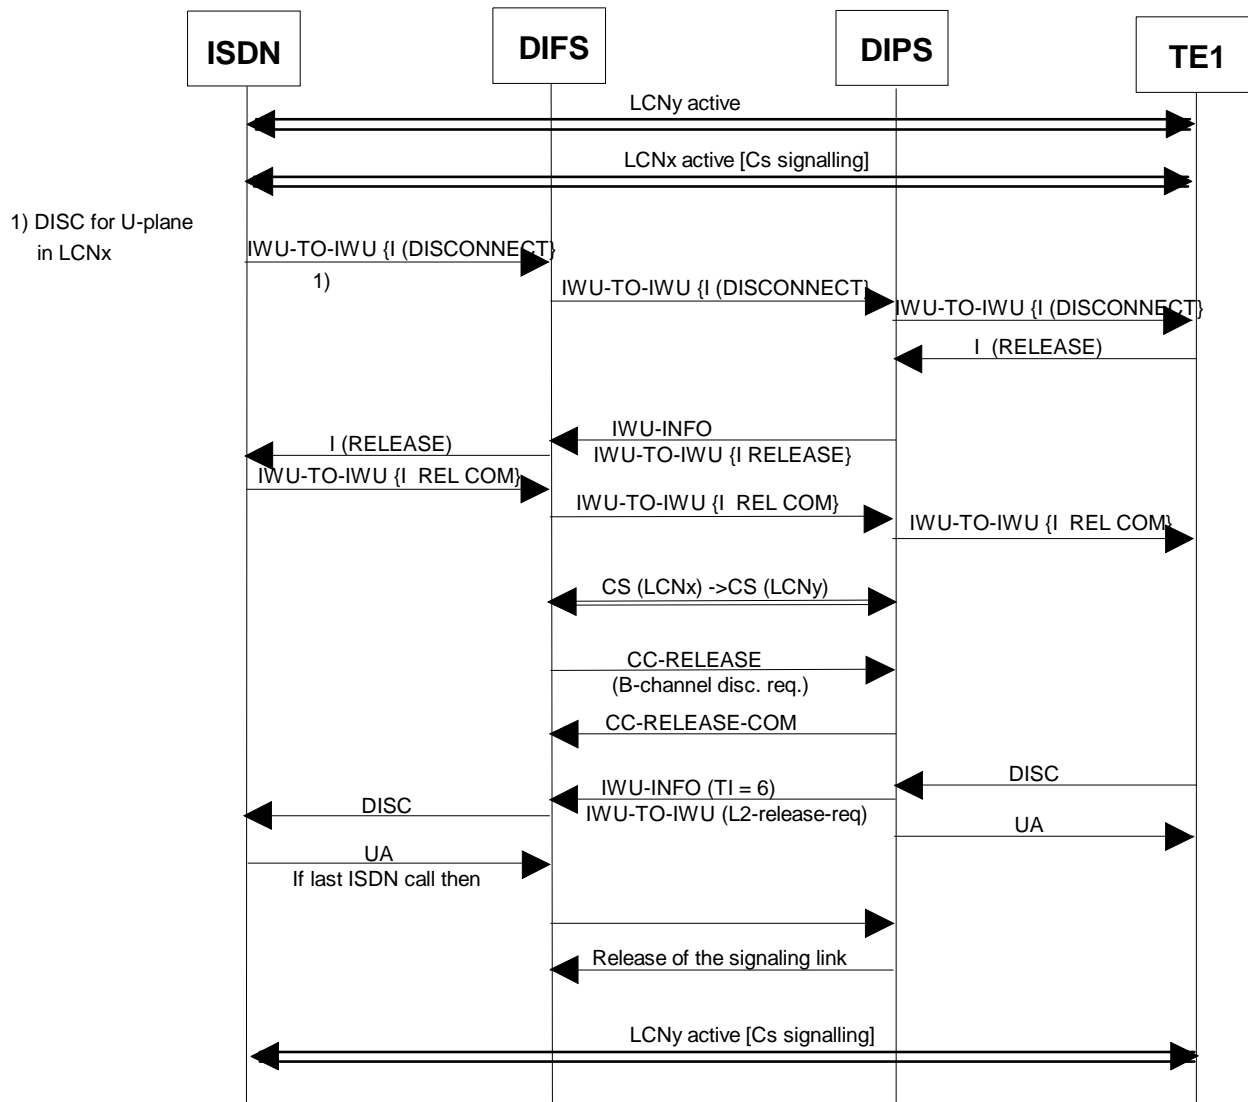 ISDN
DIFS
DIPS
TE1
LCNy active
LCNx active [Cs signalling]
1) DISC for U-plane
in LCNx
IWU-TO-IWU {I (DISCONNECT}
1)
IWU-TO-IWU {I (DISCONNECT}
IWU-TO-IWU {I (DISCONNECT}
I (RELEASE)
IWU-INFO
I (RELEASE)
IWU-TO-IWU {I RELEASE}
IWU-TO-IWU {I REL COM}
IWU-TO-IWU {I REL COM}
IWU-TO-IWU {I REL COM}
CS (LCNx) ->CS (LCNy)
CC-RELEASE
(B-channel disc. req.)
CC-RELEASE-COM
DISC
IWU-INFO (TI = 6)
DISC
IWU-TO-IWU (L2-release-req)
UA
UA
If last ISDN call then
Release of the signaling link
LCNy active [Cs signalling]